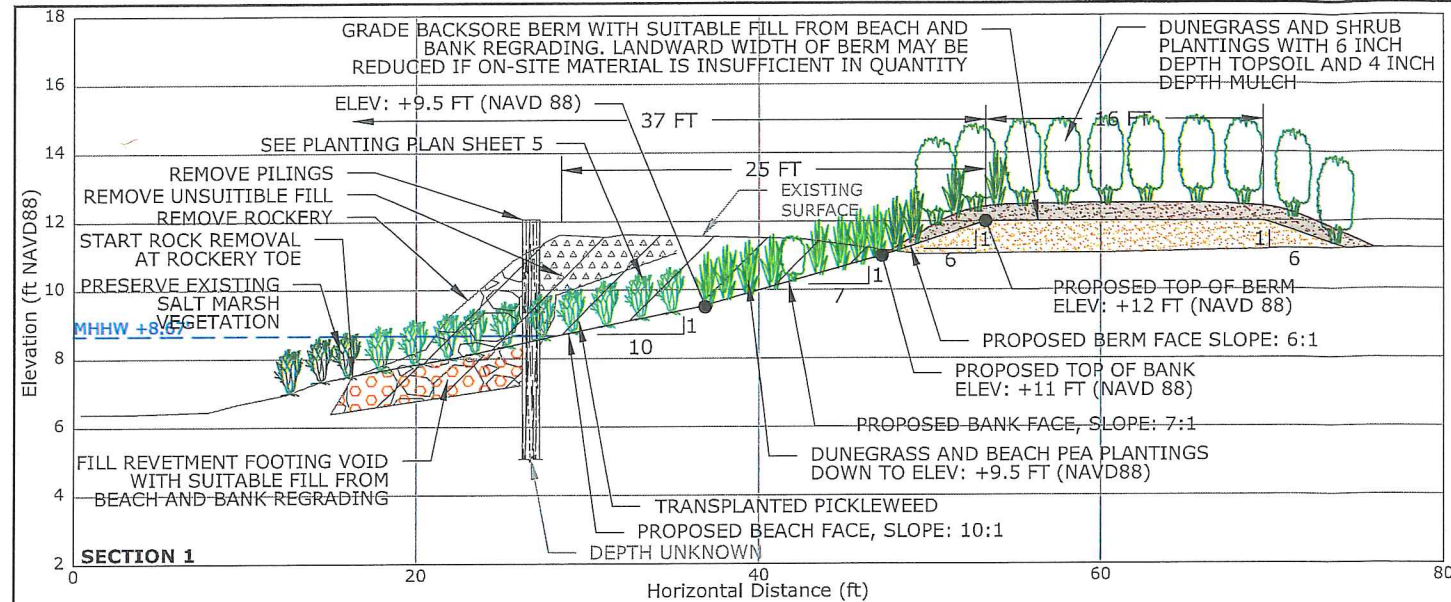 18
16
14
12
10
8
6
4
2
Elevation (ft NAVD88)
GRADE BACKSORE BERM WITH SUITABLE FILL FROM BEACH AND
BANK REGRADING. LANDWARD WIDTH OF BERM MAY BE
REDUCED IF ON-SITE MATERIAL IS INSUFFICIENT IN QUANTITY
DUNEGRASS AND SHRUB
PLANTINGS WITH 6 INCH
DEPTH TOPSOIL AND 4 INCH
DEPTH MULCH
ELEV: +9.5 FT (NAVD 88)
37 FT
16 FT
SEE PLANTING PLAN SHEET 5
25 FT
REMOVE PILINGS
REMOVE UNSUITIBLE FILL
REMOVE ROCKERY
START ROCK REMOVAL
AT ROCKERY TOE
PRESERVE EXISTING
SALT MARSH
VEGETATION
MHHW +8.67
EXISTING
SURFACE
1
10
1
7
1
6
1
6
PROPOSED TOP OF BERM
ELEV: +12 FT (NAVD 88)
PROPOSED BERM FACE SLOPE: 6:1
PROPOSED TOP OF BANK
ELEV: +11 FT (NAVD 88)
PROPOSED BANK FACE, SLOPE: 7:1
DUNEGRASS AND BEACH PEA PLANTINGS
DOWN TO ELEV: +9.5 FT (NAVD88)
FILL REVETMENT FOOTING VOID
WITH SUITABLE FILL FROM
BEACH AND BANK REGRADING
TRANSPLANTED PICKLEWEED
PROPOSED BEACH FACE, SLOPE: 10:1
DEPTH UNKNOWN
SECTION 1
0
20
40
60
80
Horizontal Distance (ft)